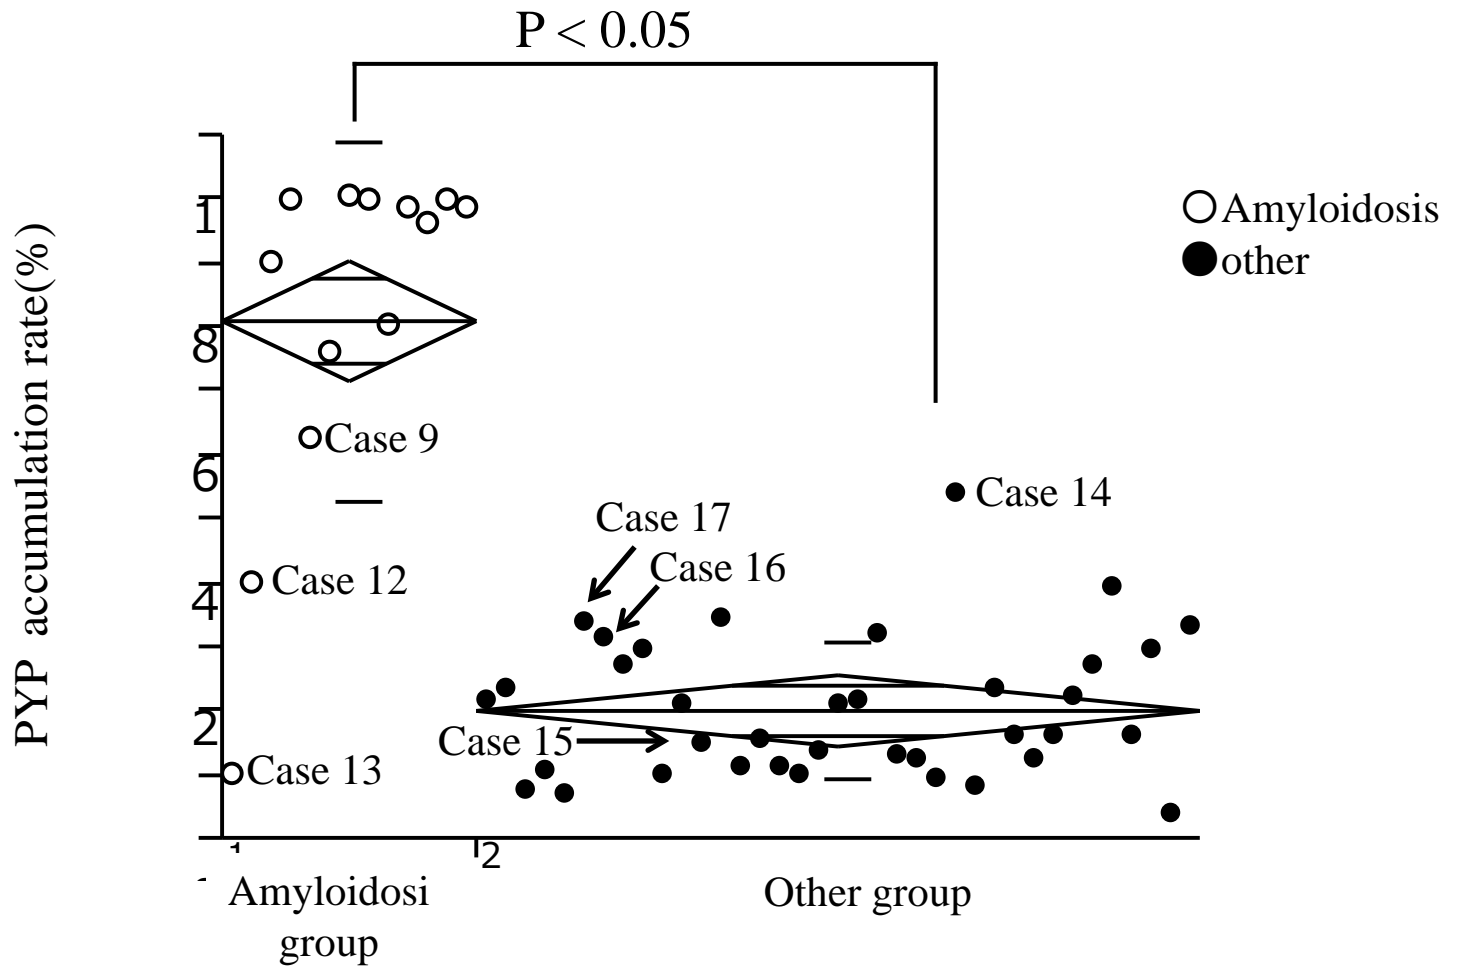 P < 0.05
PYP accumulation rate(%)
1
8
6
4
2
Amyloidosis
other
Case 9
Case 14
Case 17
Case 16
Case 12
Case 15
Case 13
1
2
Amyloidosi
group
Other group